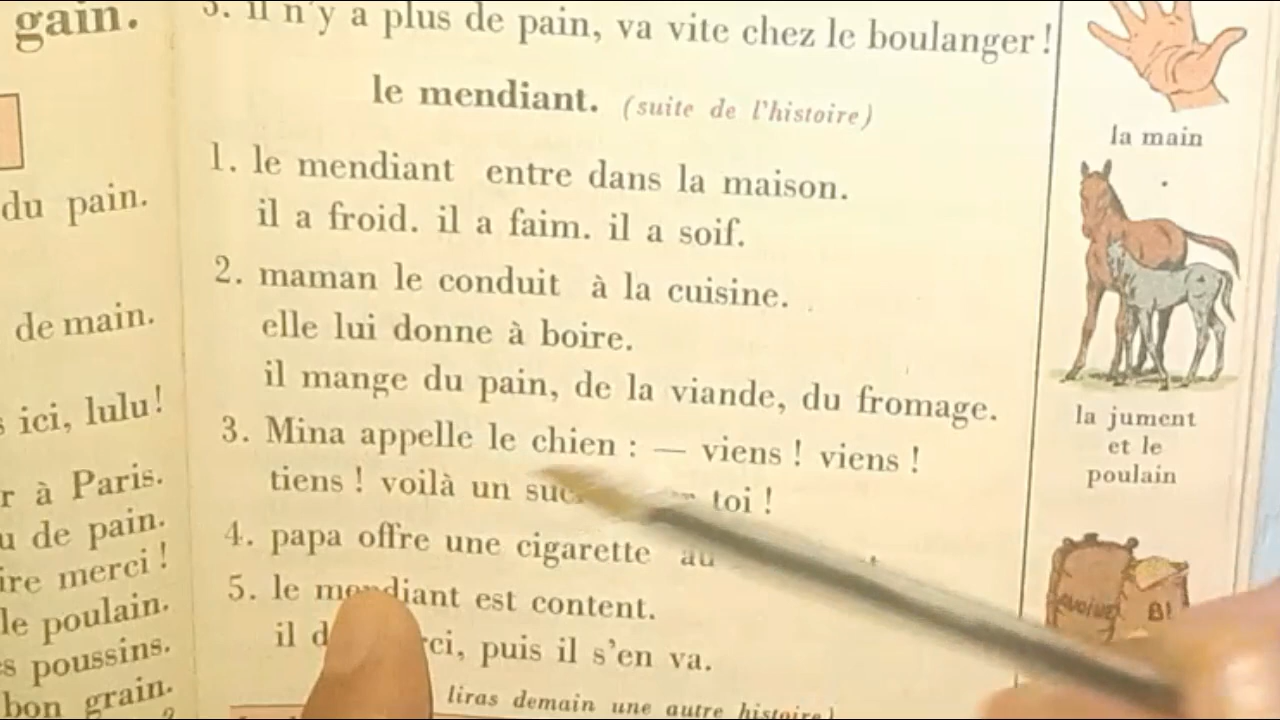 gain.
du pain.
de main.
ici, lulu!
à Paris.
de pain.
merci!
le poulain.
poussins.
bon grain.
il n'y a plus de pain, va vite chez le boulanger!
le mendiant. (suite de l'histoire)
1. le mendiant entre dans la maison.
il a froid. il a faim. il a soif.
2. maman le conduit à la cuisine.
elle lui donne à boire.
il mange du pain, de la viande, du fromage.
3. Mina appelle le chien : — viens ! viens !
tiens ! voilà un toi !
4. papa offre une cigarette au
5. le mendiant est content.
il puis il s'en va.
liras demain une autre histoire)
la main
la jument
et le
poulain